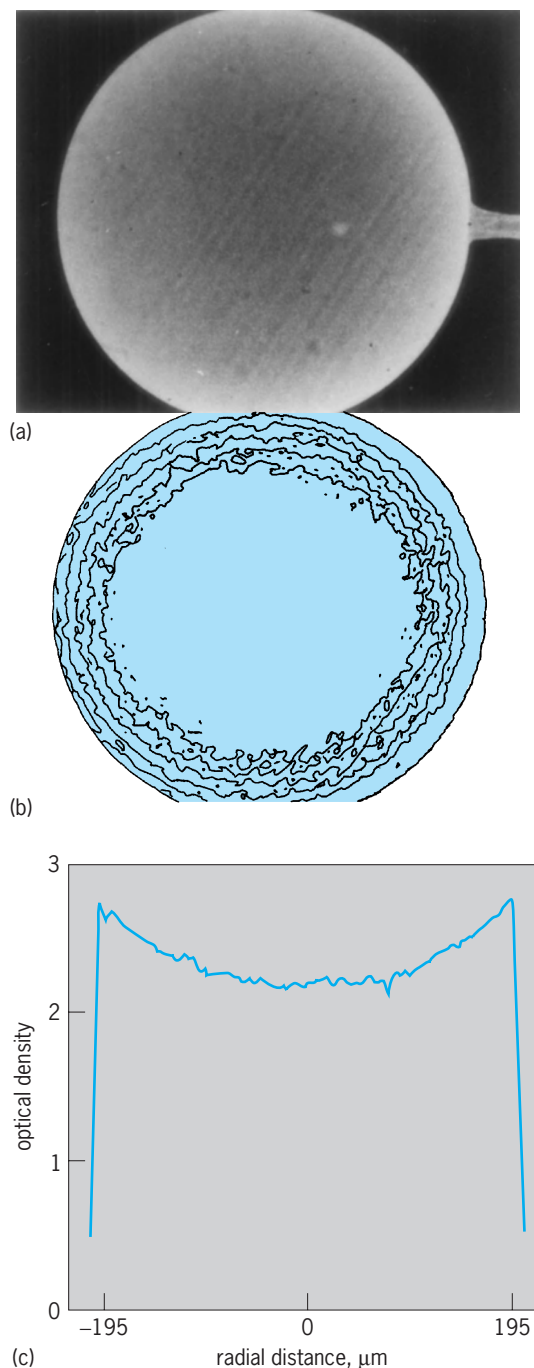 (a)
(b)
3
2
1
0
optical density
−195
0
195
radial distance, μm
(c)